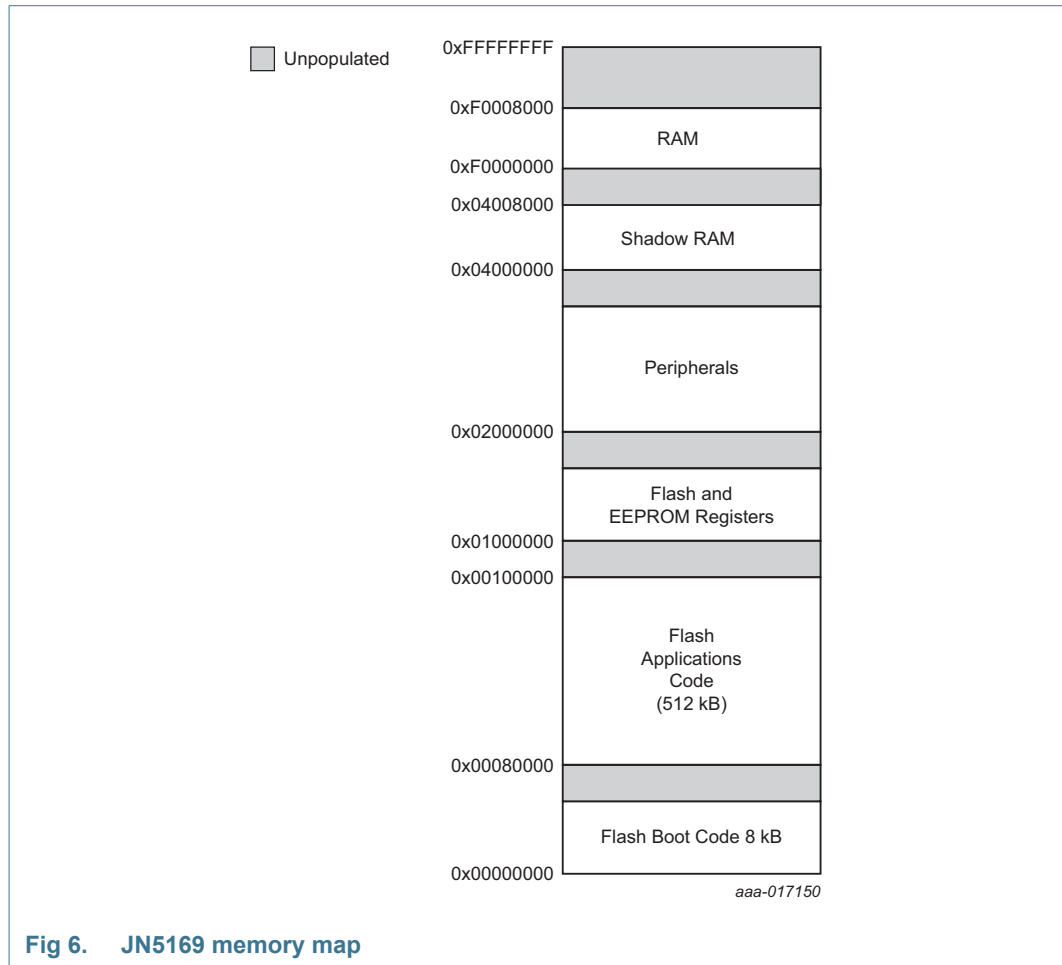 0xFFFFFFFF
Unpopulated
0xF0008000
RAM
0xF0000000
0x04008000
Shadow RAM
0x04000000
Peripherals
0x02000000
Flash and
EEPROM Registers
0x01000000
0x00100000
Flash
Applications
Code
(512 kB)
0x00080000
Flash Boot Code 8 kB
0x00000000
aaa-017150
Fig 6. JN5169 memory map